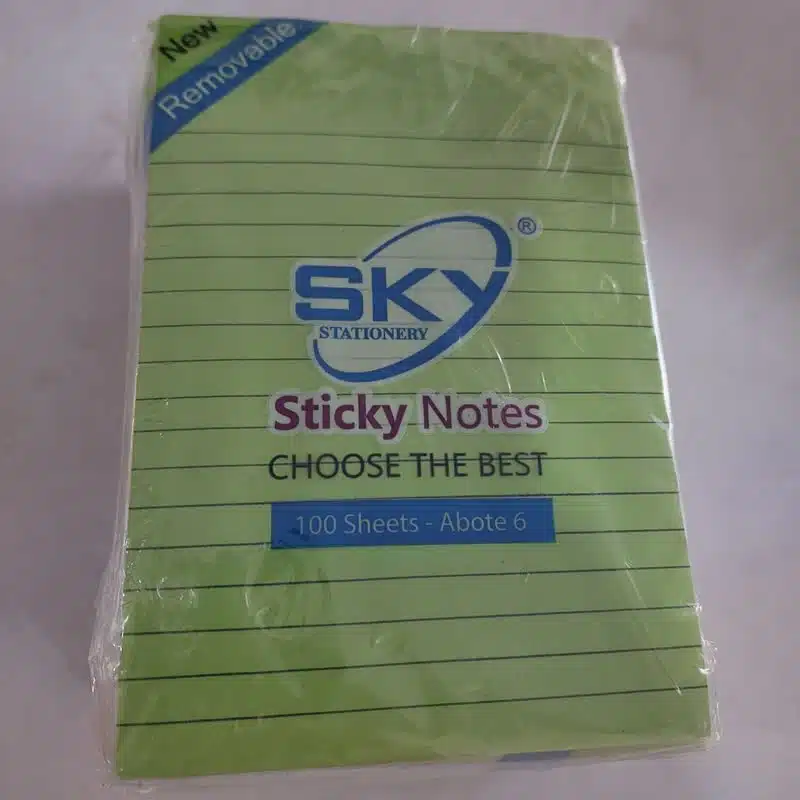 New
Removable
SKY ®
STATIONERY
Sticky Notes
CHOOSE THE BEST
100 Sheets - Abote 6